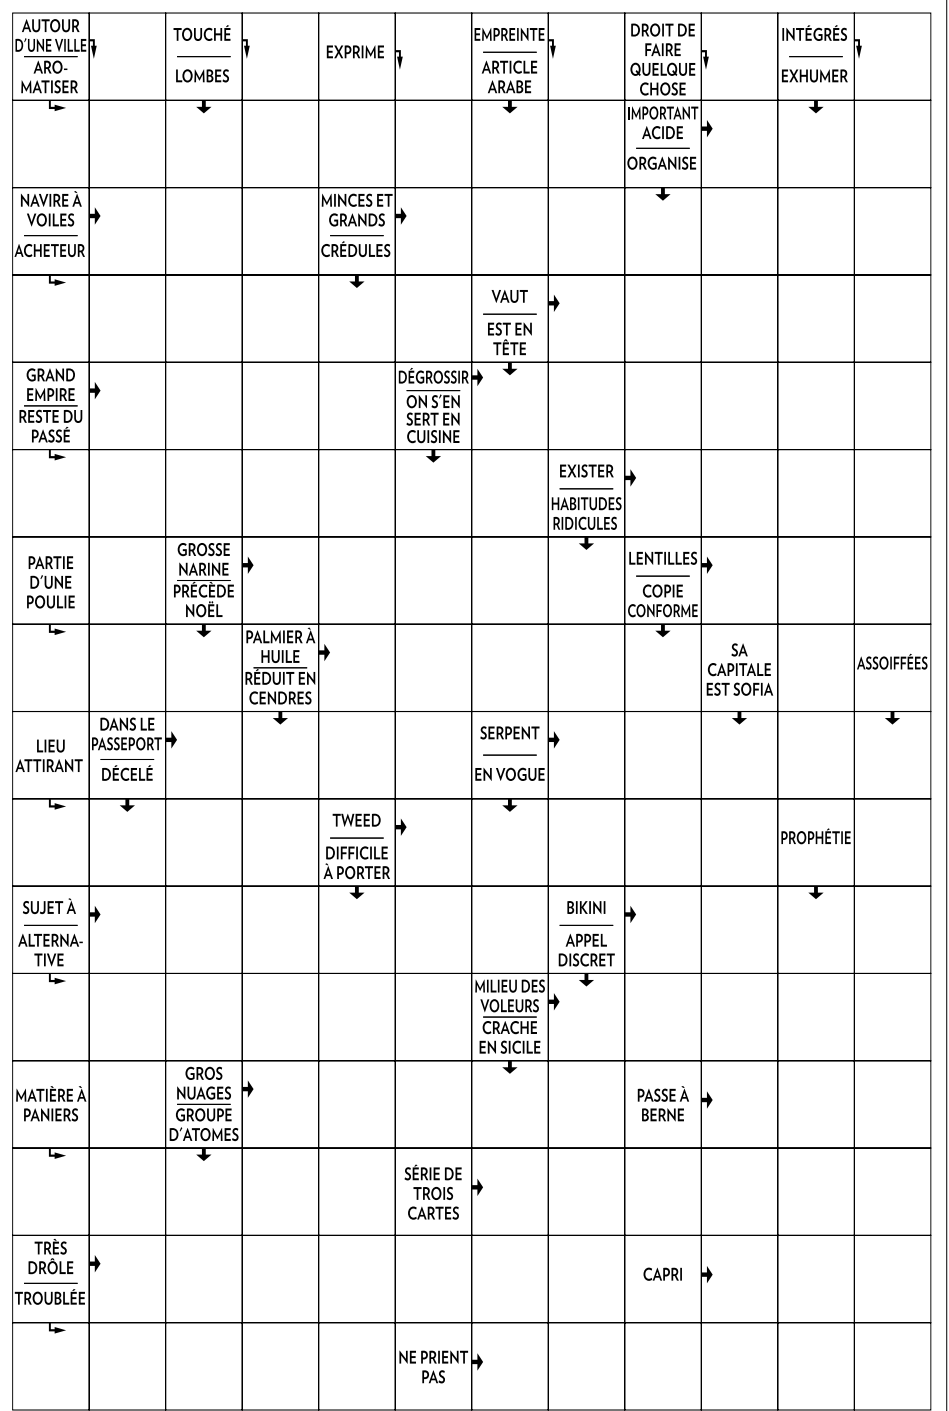 AUTOUR
D'UNE VILLE
ARO-
MATISER
TOUCHÉ
LOMBES
EXPRIME
EMPREINTE
ARTICLE
ARABE
DROIT DE
FAIRE
QUELQUE
CHOSE
INTÉGRÉS
EXHUMER
IMPORTANT
ACIDE
ORGANISE
NAVIRE À
VOILES
ACHETEUR
MINCES ET
GRANDS
CRÉDULES
VAUT
EST EN
TÊTE
GRAND
EMPIRE
RESTE DU
PASSÉ
DÉGROSSIR
ON S'EN
SERT EN
CUISINE
EXISTER
HABITUDES
RIDICULES
PARTIE
D'UNE
POULIE
GROSSE
NARINE
PRÉCÈDE
NOËL
LENTILLES
COPIE
CONFORME
PALMIER À
HUILE
RÉDUIT EN
CENDRES
SA
CAPITALE
EST SOFIA
ASSOIFFÉES
LIEU
ATTIRANT
DANS LE
PASSEPORT
DÉCELÉ
SERPENT
EN VOGUE
TWEED
DIFFICILE
À PORTER
PROPHÉTIE
SUJET À
ALTERNA-
TIVE
BIKINI
APPEL
DISCRET
MILIEU DES
VOLEURS
CRACHE
EN SICILE
MATIÈRE À
PANIERS
GROS
NUAGES
GROUPE
D'ATOMES
PASSE À
BERNE
SÉRIE DE
TROIS
CARTES
TRÈS
DRÔLE
TROUBLÉE
CAPRI
NE PRIENT
PAS